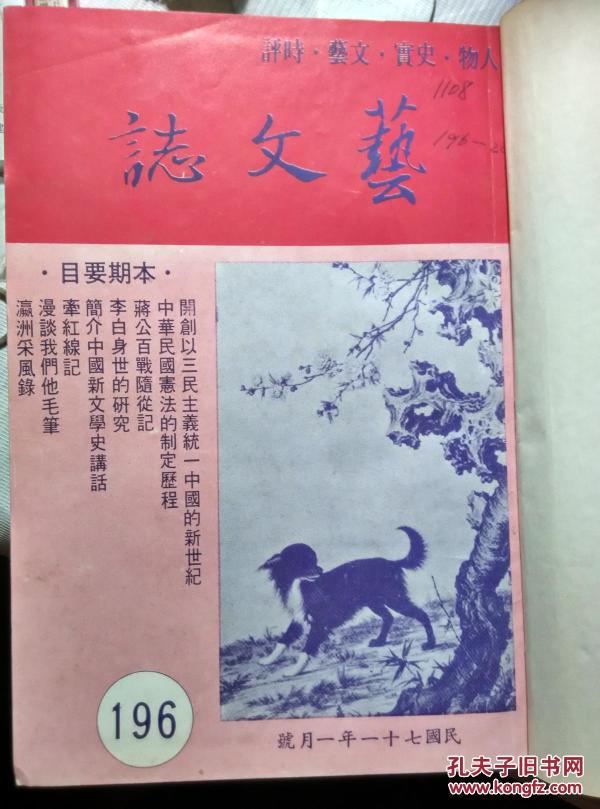 人物・史實・文藝・時評
藝文誌
1108
196-20
・本期要目・
開創以三民主義統一中國的新世紀
中華民國憲法的制定歷程
蔣公百戰隨從記
李白身世的研究
簡介中國新文學史講話
牽紅線記
漫談我們他毛筆
瀛洲采風錄
196
民國七十一年一月號
孔夫子旧书网
www.kongfz.com